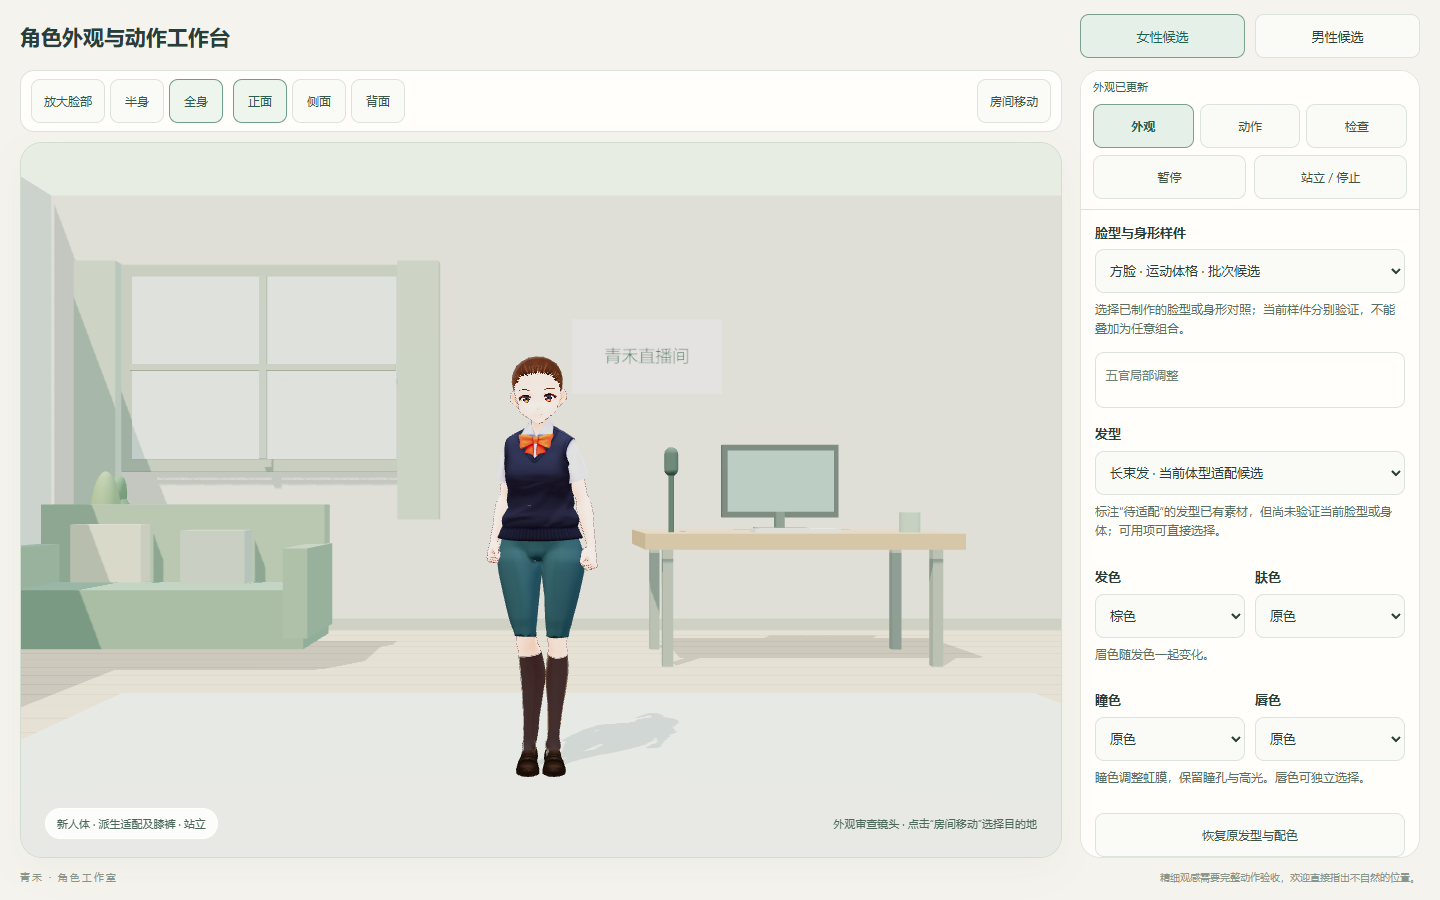 角色外观与动作工作台
女性候选
男性候选
放大脸部
半身
全身
正面
侧面
背面
房间移动
外观已更新
外观
动作
检查
暂停
站立 / 停止
脸型与身形样件
方脸 · 运动体格 · 批次候选
选择已制作的脸型或身形对照；当前样件分别验证，不能
叠加为任意组合。
五官局部调整
发型
长束发 · 当前体型适配候选
标注“待适配”的发型已有素材，但尚未验证当前脸型或身
体；可用项可直接选择。
发色
肤色
棕色
原色
眉色随发色一起变化。
瞳色
唇色
原色
原色
瞳色调整虹膜，保留瞳孔与高光。唇色可独立选择。
恢复原发型与配色
青禾直播间
新人体 · 派生适配及膝裤 · 站立
外观审查镜头 · 点击“房间移动”选择目的地
青禾 · 角色工作室
精细观感需要完整动作验收，欢迎直接指出不自然的位置。